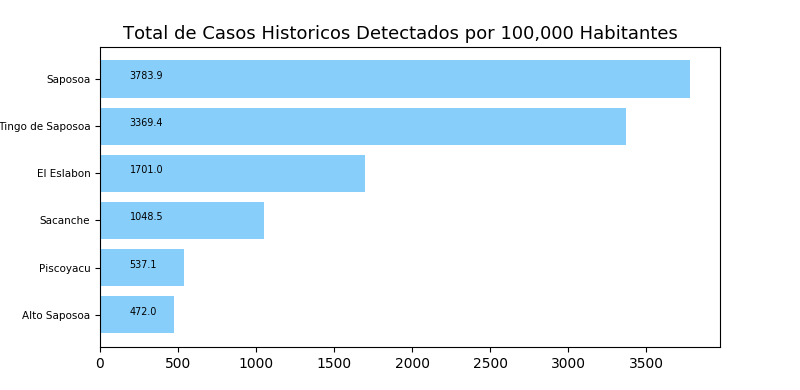 Total de Casos Historicos Detectados por 100,000 Habitantes
Saposoa 3783.9
Tingo de Saposoa 3369.4
El Eslabon 1701.0
Sacanche 1048.5
Piscoyacu 537.1
Alto Saposoa 472.0
0 500 1000 1500 2000 2500 3000 3500